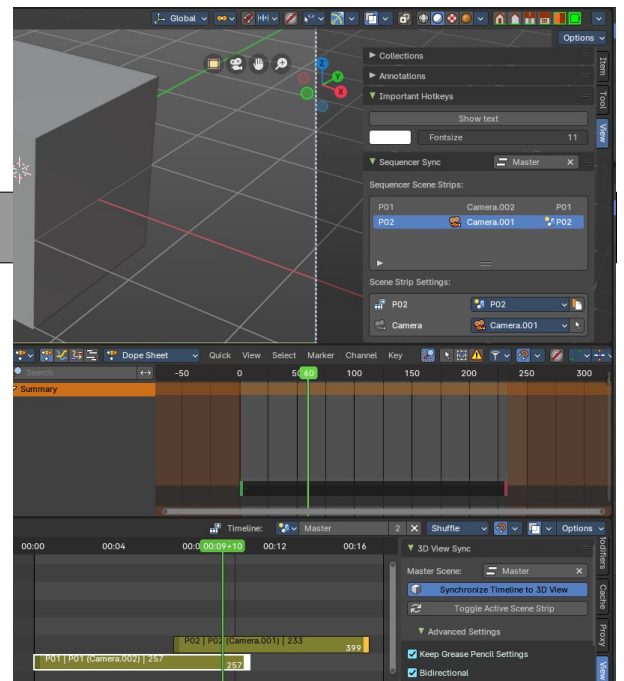 Global
Options
Collections
Annotations
Important Hotkeys
Show text
Fontsize 11
Sequencer Sync Master
Sequencer Scene Strips:
P01 Camera.002 P01
P02 Camera.001 P02
Scene Strip Settings:
P02 P02
Camera Camera.001
Item
Tool
View
Dope Sheet Quick View Select Marker Channel Key
Search
-50 0 50 60 100 150 200 250 300
Summary
Timeline: Master 2 Shuffle Options
00:00 00:04 00:0 00:09+10 00:12 00:16
3D View Sync
Master Scene: Master
Synchronize Timeline to 3D View
Toggle Active Scene Strip
Advanced Settings
Keep Grease Pencil Settings
Bidirectional
P02 | P02 (Camera.001) | 233
399
P01 | P01 (Camera.002) | 257
257
Cache
Proxy
View